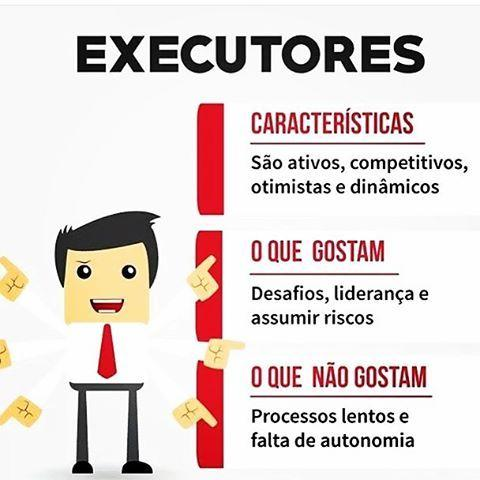 EXECUTORES
CARACTERÍSTICAS
São ativos, competitivos,
otimistas e dinâmicos
O QUE GOSTAM
Desafios, liderança e
assumir riscos
O QUE NÃO GOSTAM
Processos lentos e
falta de autonomia